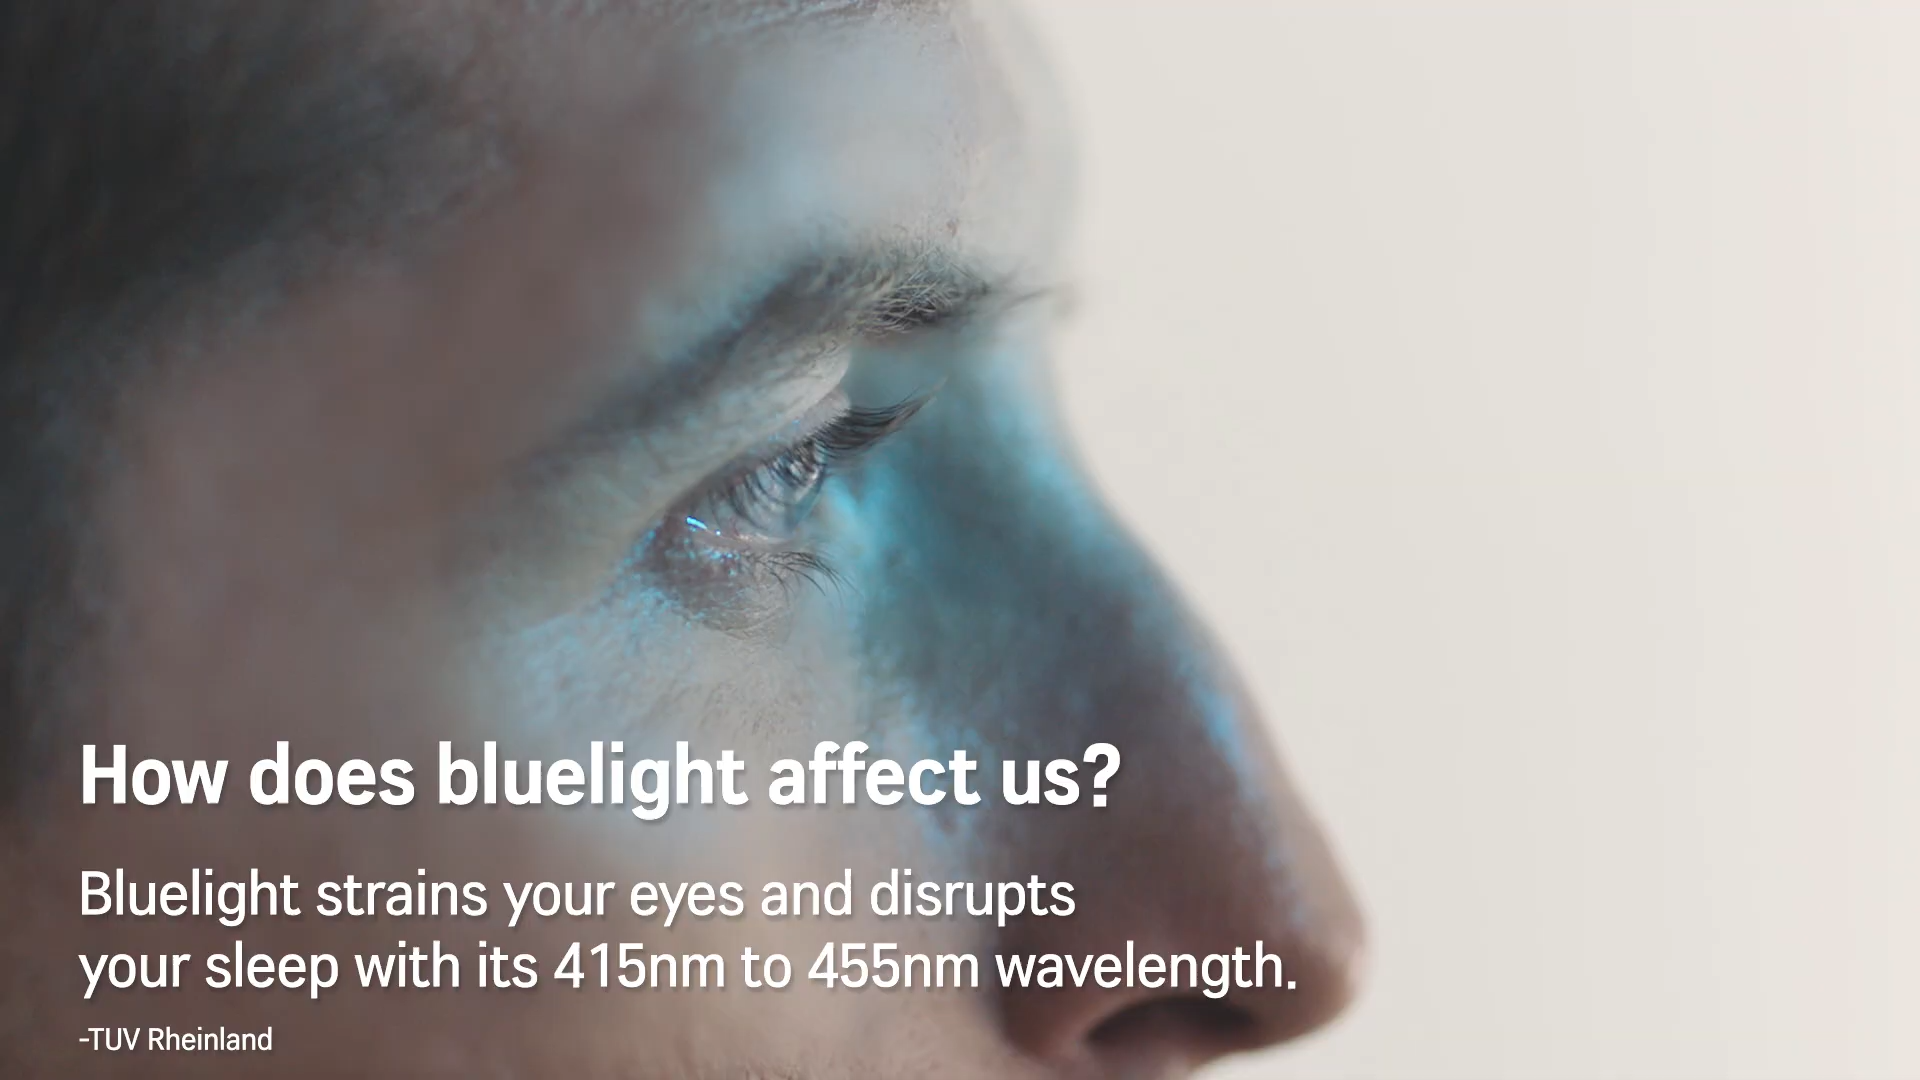 How does bluelight affect us?
Bluelight strains your eyes and disrupts
your sleep with its 415nm to 455nm wavelength.
-TUV Rheinland